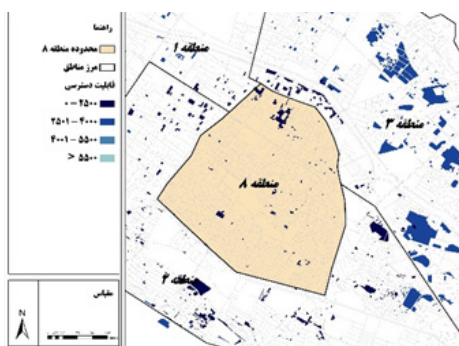 راهنما
محدوده منطقه ۸
مرز مناطق
قابلیت دسترسی
۰ – ۲۵۰۰
۲۵۰۱ – ۴۰۰۰
۴۰۰۱ – ۵۵۰۰
< ۵۵۰۰
منطقه ۱
منطقه ۳
منطقه ۸
منطقه ۲
مقیاس
N